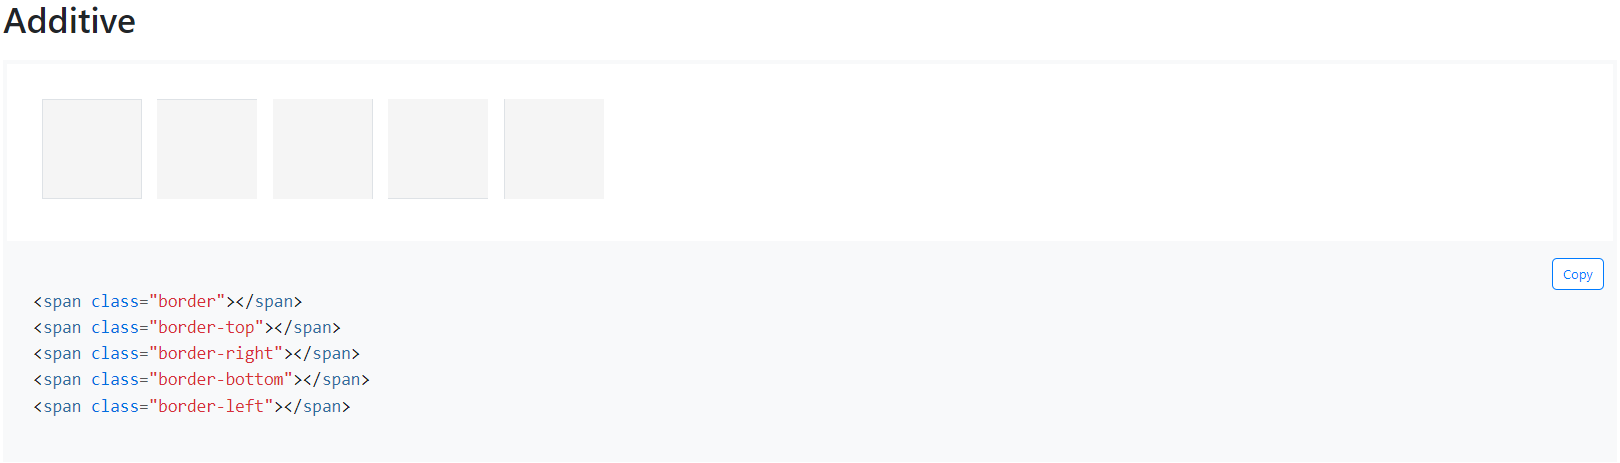 Additive
Copy
<span class="border"></span>
<span class="border-top"></span>
<span class="border-right"></span>
<span class="border-bottom"></span>
<span class="border-left"></span>